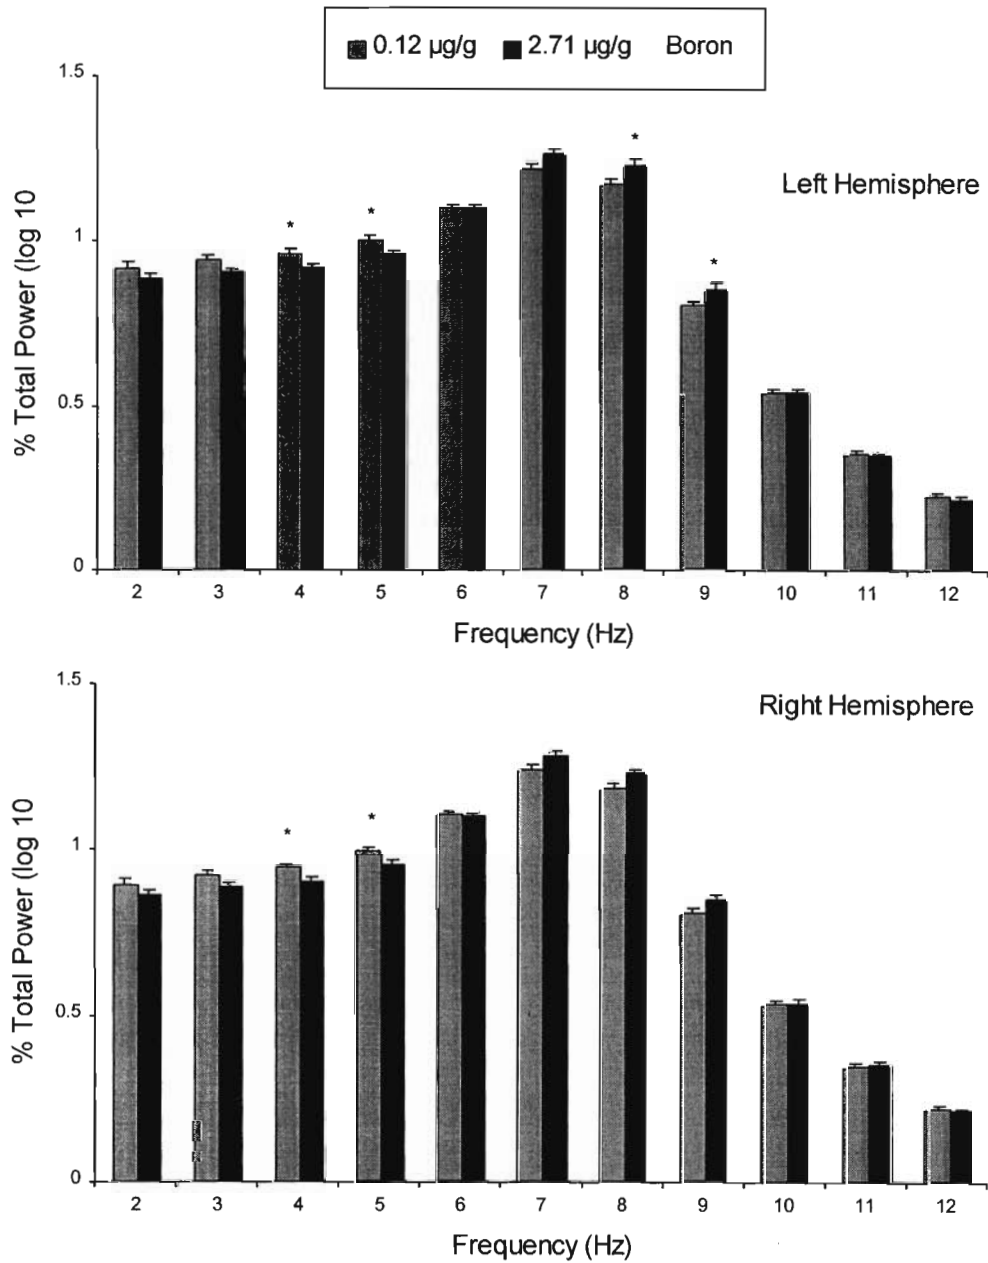 0.12 µg/g 2.71 µg/g Boron
1.5
*
Left Hemisphere
* *
*
1
0.5
0
% Total Power (log 10
2 3 4 5 6 7 8 9 10 11 12
Frequency (Hz)
1.5
Right Hemisphere
* *
1
0.5
0
% Total Power (log 10
2 3 4 5 6 7 8 9 10 11 12
Frequency (Hz)